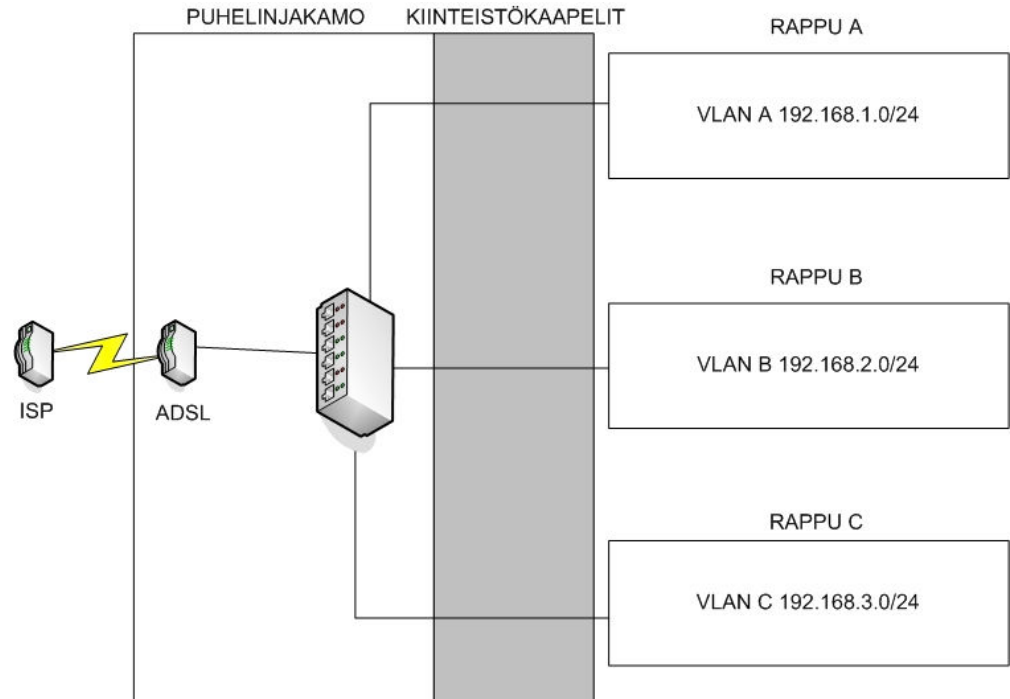 PUHELINJAKAMO
KIINTEISTÖKAAPELIT
RAPPU A
VLAN A 192.168.1.0/24
RAPPU B
VLAN B 192.168.2.0/24
ISP
ADSL
RAPPU C
VLAN C 192.168.3.0/24